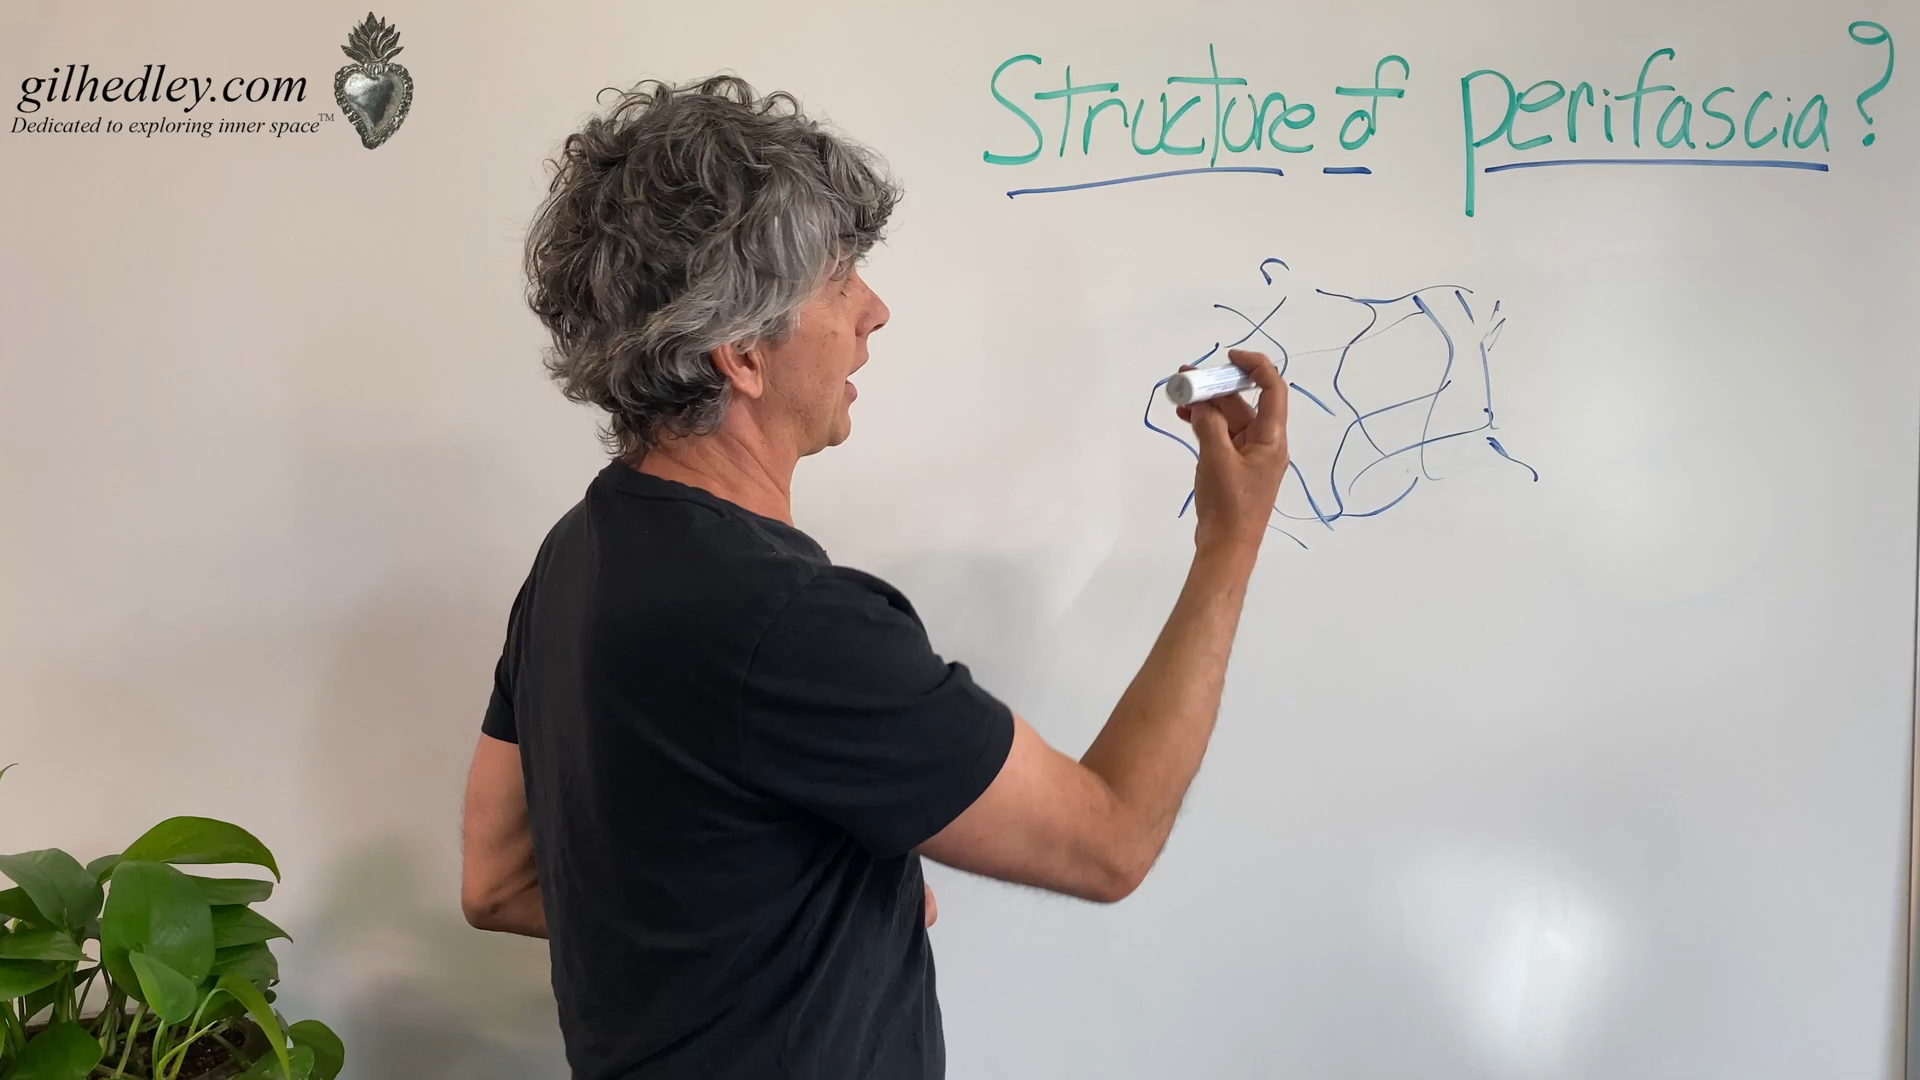 gilhedley.com
Dedicated to exploring inner space™
Structure of perifascia?